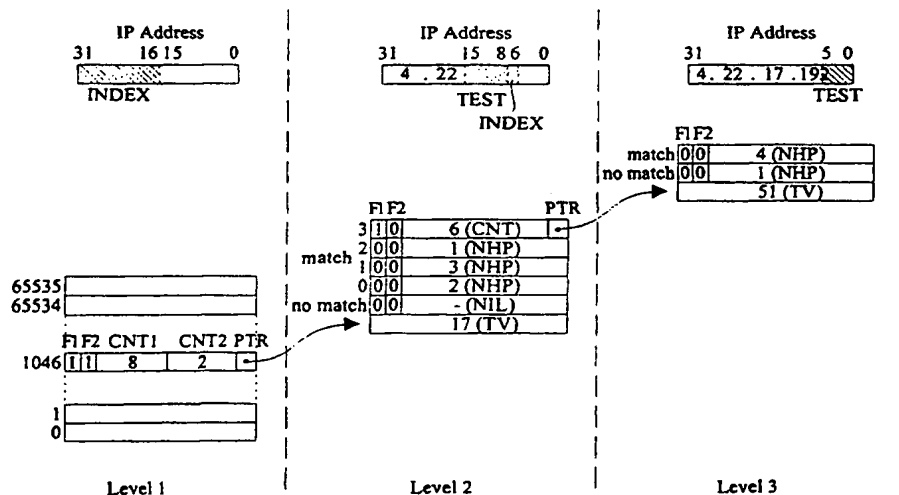 IP Address
31 16 15 0
INDEX
65535
65534
F1 F2 CNT1 CNT2 PTR
1046 1 1 8 2
1
0
Level 1
IP Address
31 15 8 6 0
4 . 22
TEST
INDEX
F1 F2 PTR
3 1 0 6 (CNT)
2 0 0 1 (NHP)
match
1 0 0 3 (NHP)
0 0 0 2 (NHP)
no match 0 0 - (NIL)
17 (TV)
Level 2
IP Address
31 5 0
4 . 22 . 17 . 192
TEST
F1 F2
match 0 0 4 (NHP)
no match 0 0 1 (NHP)
51 (TV)
Level 3